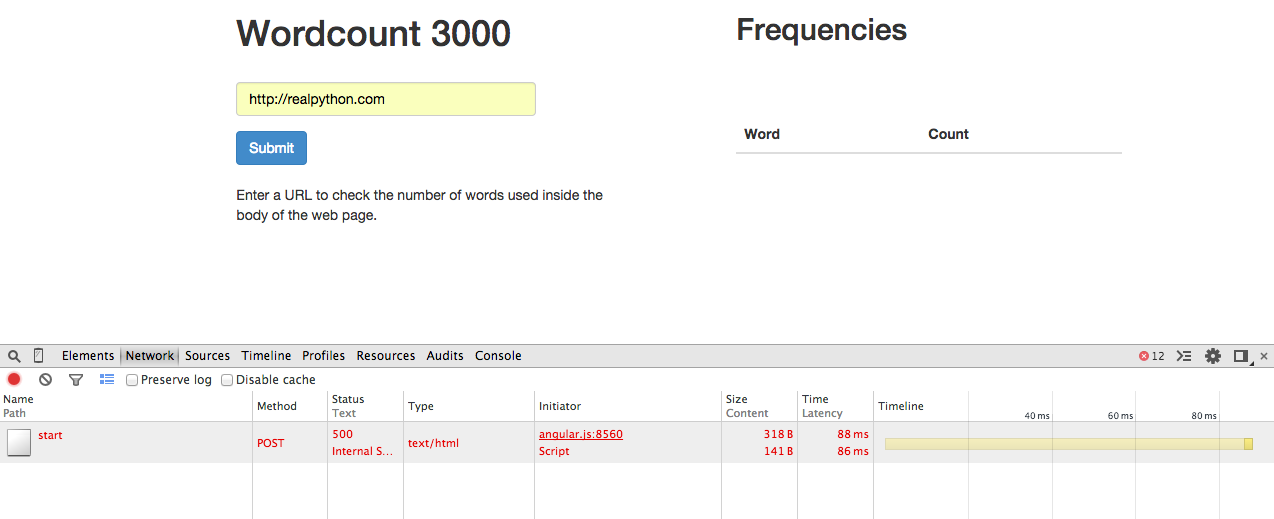 Wordcount 3000
http://realpython.com
Submit
Enter a URL to check the number of words used inside the
body of the web page.
Frequencies
Word Count
Elements Network Sources Timeline Profiles Resources Audits Console 12
Preserve log Disable cache
Name Method Status Type Initiator Size Time Timeline
Path Text Content Latency
40 ms 60 ms 80 ms
start POST 500 text/html angular.js:8560 318 B 88 ms
Internal S... Script 141 B 86 ms